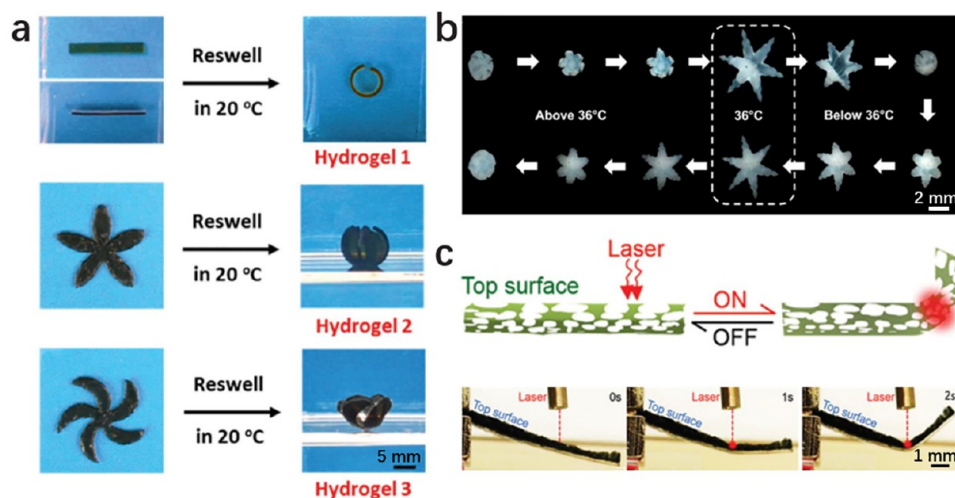 a
Reswell
in 20 °C
Hydrogel 1
Reswell
in 20 °C
Hydrogel 2
Reswell
in 20 °C
5 mm
Hydrogel 3
b
Above 36°C
36°C
Below 36°C
2 mm
c
Laser
Top surface
ON
OFF
Laser
0s
Top surface
Laser
1s
Top surface
Laser
2s
Top surface
1 mm